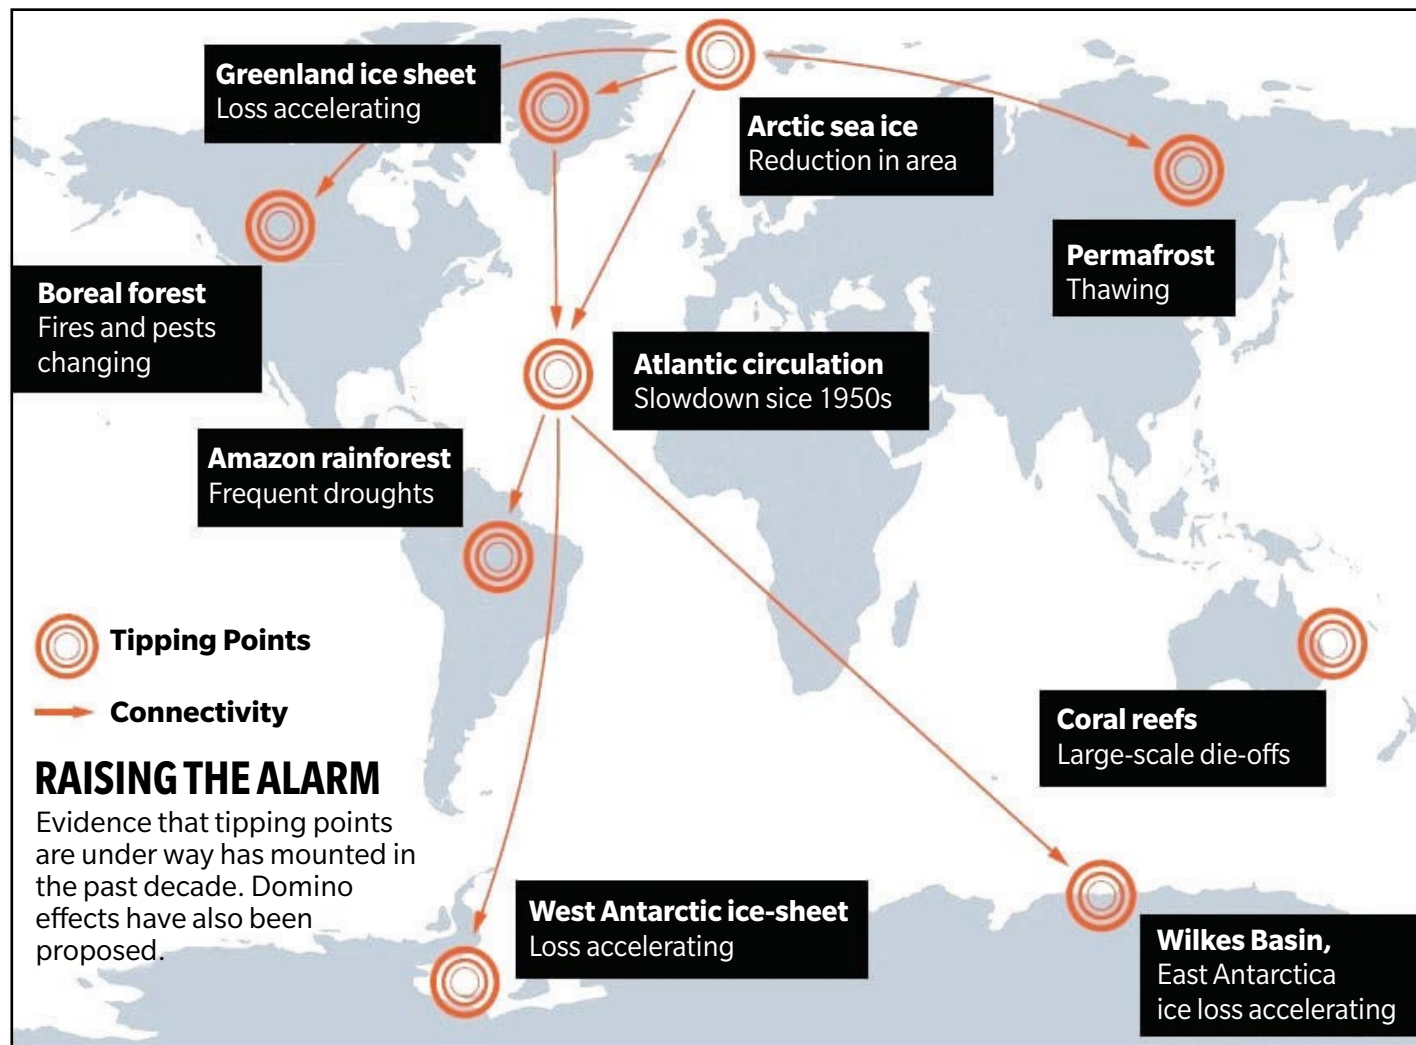 Greenland ice sheet
Loss accelerating
Arctic sea ice
Reduction in area
Permafrost
Thawing
Boreal forest
Fires and pests
changing
Atlantic circulation
Slowdown sice 1950s
Amazon rainforest
Frequent droughts
Tipping Points
Connectivity
Coral reefs
Large-scale die-offs
RAISING THE ALARM
Evidence that tipping points
are under way has mounted in
the past decade. Domino
effects have also been
proposed.
West Antarctic ice-sheet
Loss accelerating
Wilkes Basin,
East Antarctica
ice loss accelerating